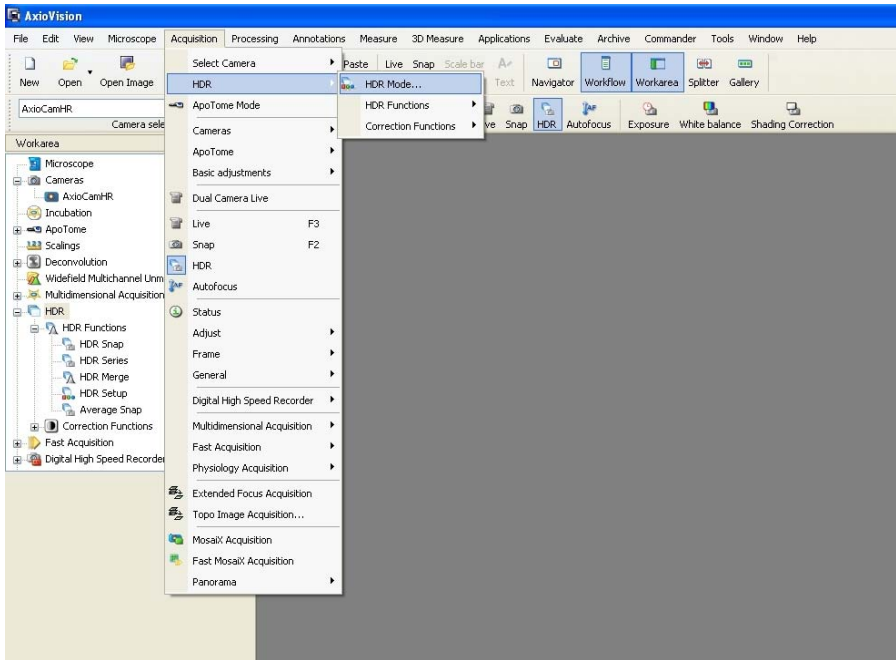 AxioVision
File Edit View Microscope Acquisition Processing Annotations Measure 3D Measure Applications Evaluate Archive Commander Tools Window Help
New Open Open Image Paste Live Snap Scale bar Text Navigator Workflow Workarea Splitter Gallery
AxioCamHR
Camera sele
ve Snap HDR Autofocus Exposure White balance Shading Correction
Workarea
Microscope
Cameras
AxioCamHR
Incubation
ApoTome
Scalings
Deconvolution
Widefield Multichannel Unm
Multidimensional Acquisition
HDR
HDR Functions
HDR Snap
HDR Series
HDR Merge
HDR Setup
Average Snap
Correction Functions
Fast Acquisition
Digital High Speed Recorder
Select Camera
HDR
ApoTome Mode
Cameras
ApoTome
Basic adjustments
Dual Camera Live
Live F3
Snap F2
HDR
Autofocus
Status
Adjust
Frame
General
Digital High Speed Recorder
Multidimensional Acquisition
Fast Acquisition
Physiology Acquisition
Extended Focus Acquisition
Topo Image Acquisition...
MosaiX Acquisition
Fast MosaiX Acquisition
Panorama
HDR Mode...
HDR Functions
Correction Functions